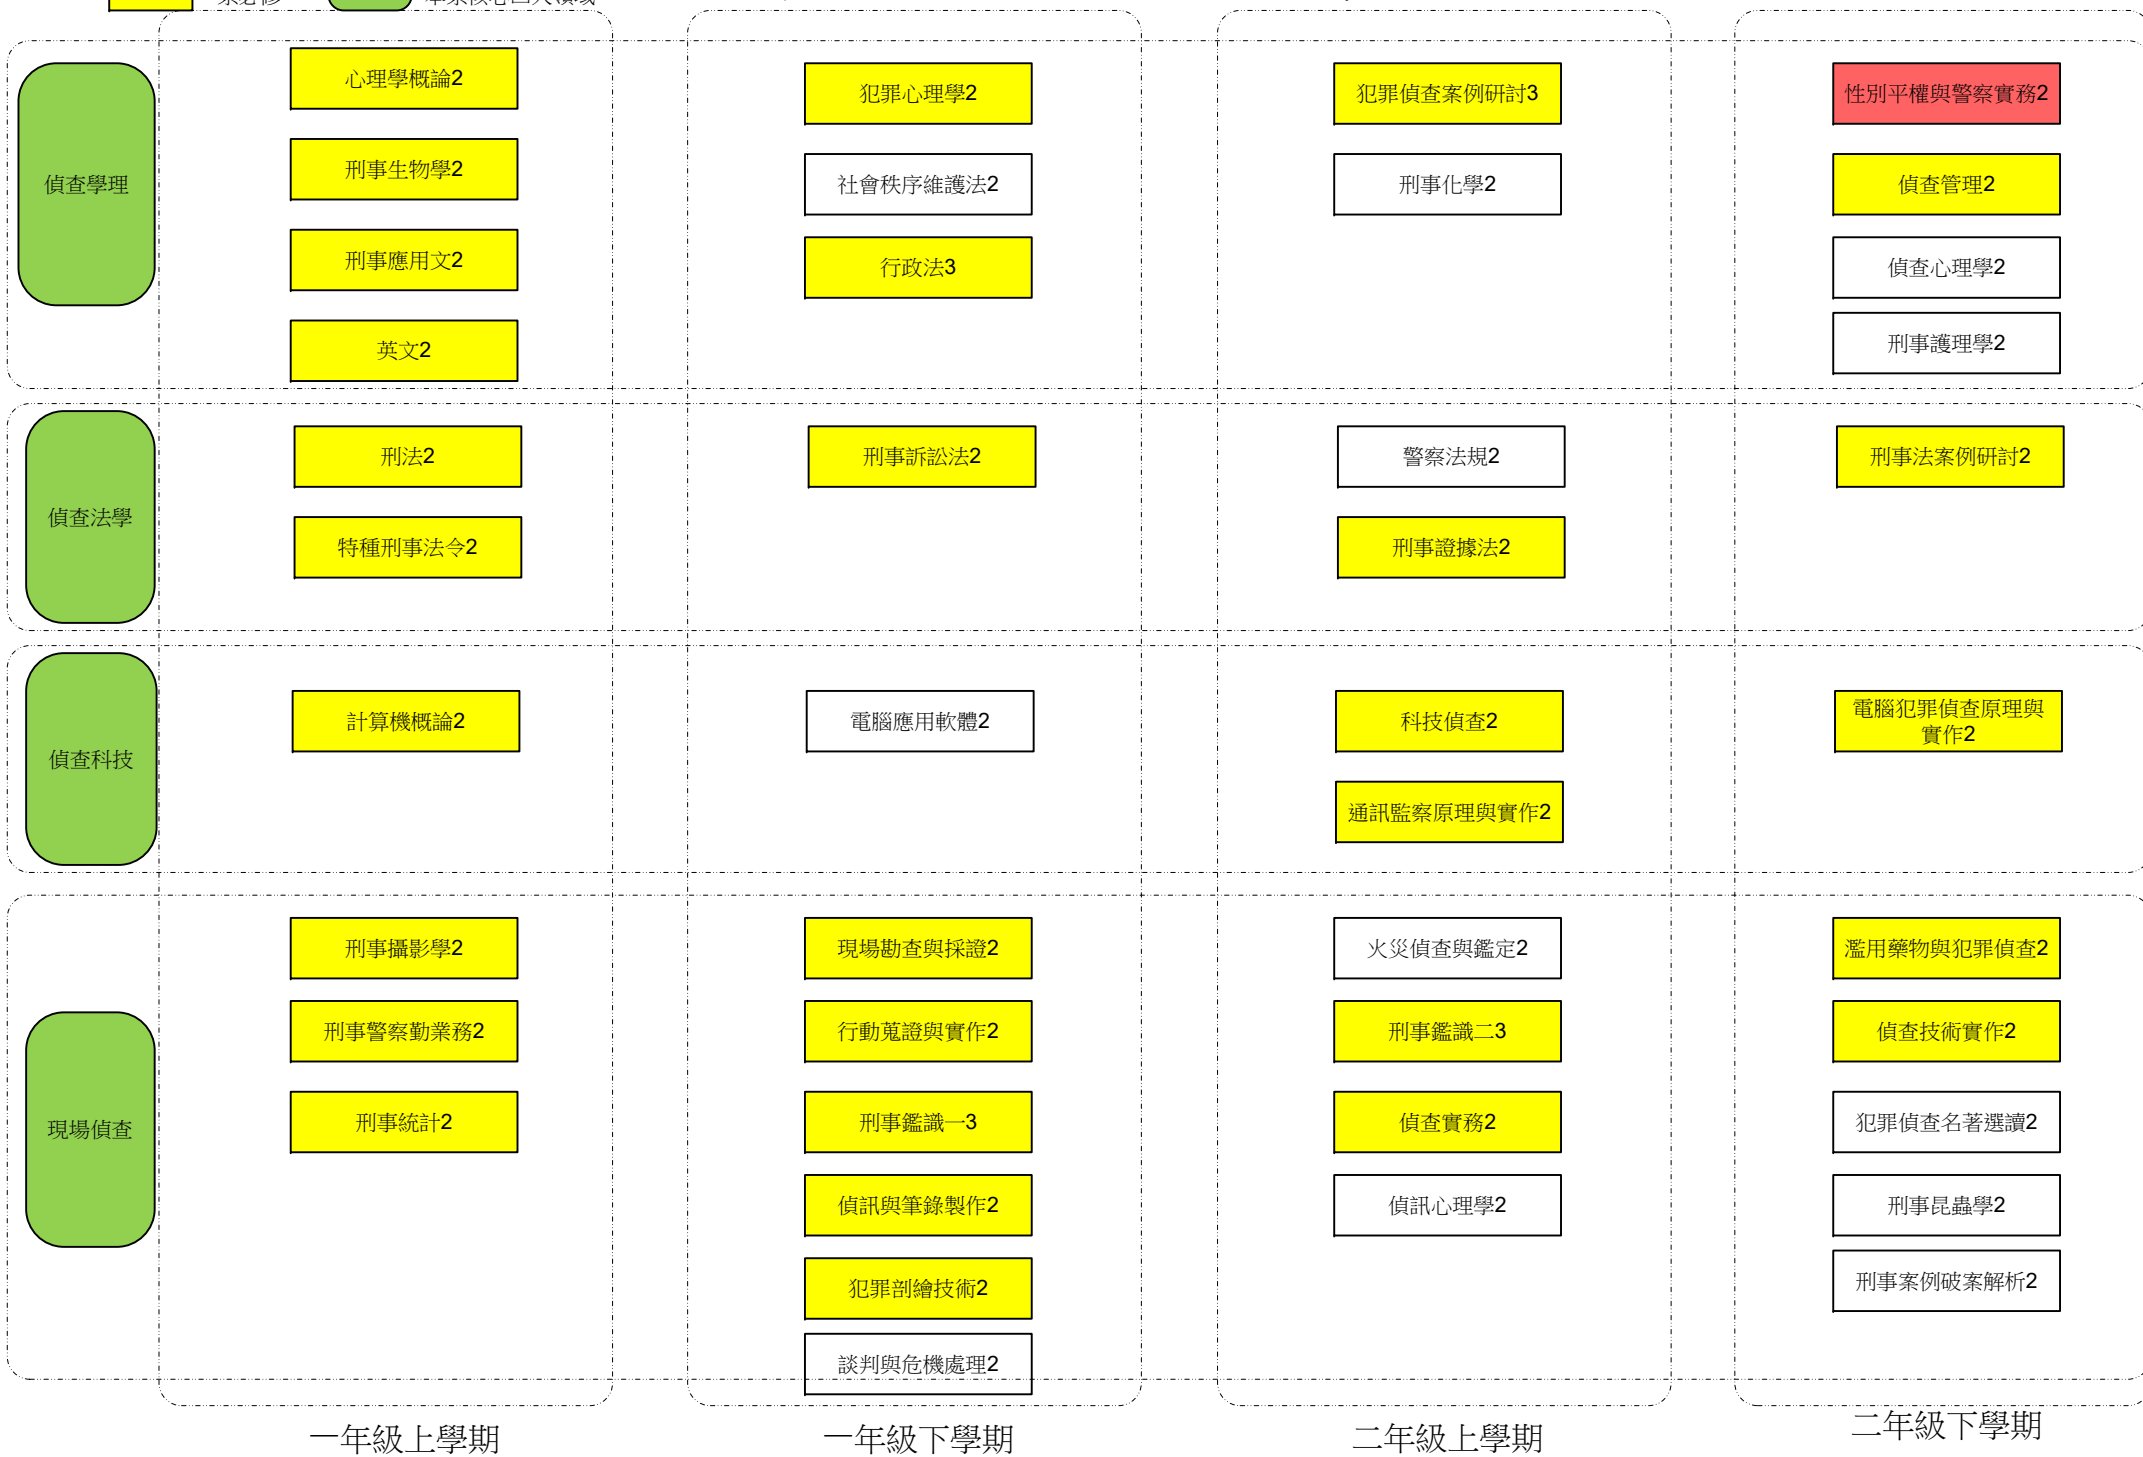 系必修
本系核心四大領域
偵查學理
心理學概論2
刑事生物學2
刑事應用文2
英文2
犯罪心理學2
社會秩序維護法2
行政法3
犯罪偵查案例研討3
刑事化學2
性別平權與警察實務2
偵查管理2
偵查心理學2
刑事護理學2
偵查法學
刑法2
特種刑事法令2
刑事訴訟法2
警察法規2
刑事證據法2
刑事法案例研討2
偵查科技
計算機概論2
電腦應用軟體2
科技偵查2
通訊監察原理與實作2
電腦犯罪偵查原理與
實作2
現場偵查
刑事攝影學2
刑事警察勤業務2
刑事統計2
現場勘查與採證2
行動蒐證與實作2
刑事鑑識一3
偵訊與筆錄製作2
犯罪剖繪技術2
談判與危機處理2
火災偵查與鑑定2
刑事鑑識二3
偵查實務2
偵訊心理學2
濫用藥物與犯罪偵查2
偵查技術實作2
犯罪偵查名著選讀2
刑事昆蟲學2
刑事案例破案解析2
一年級上學期
一年級下學期
二年級上學期
二年級下學期